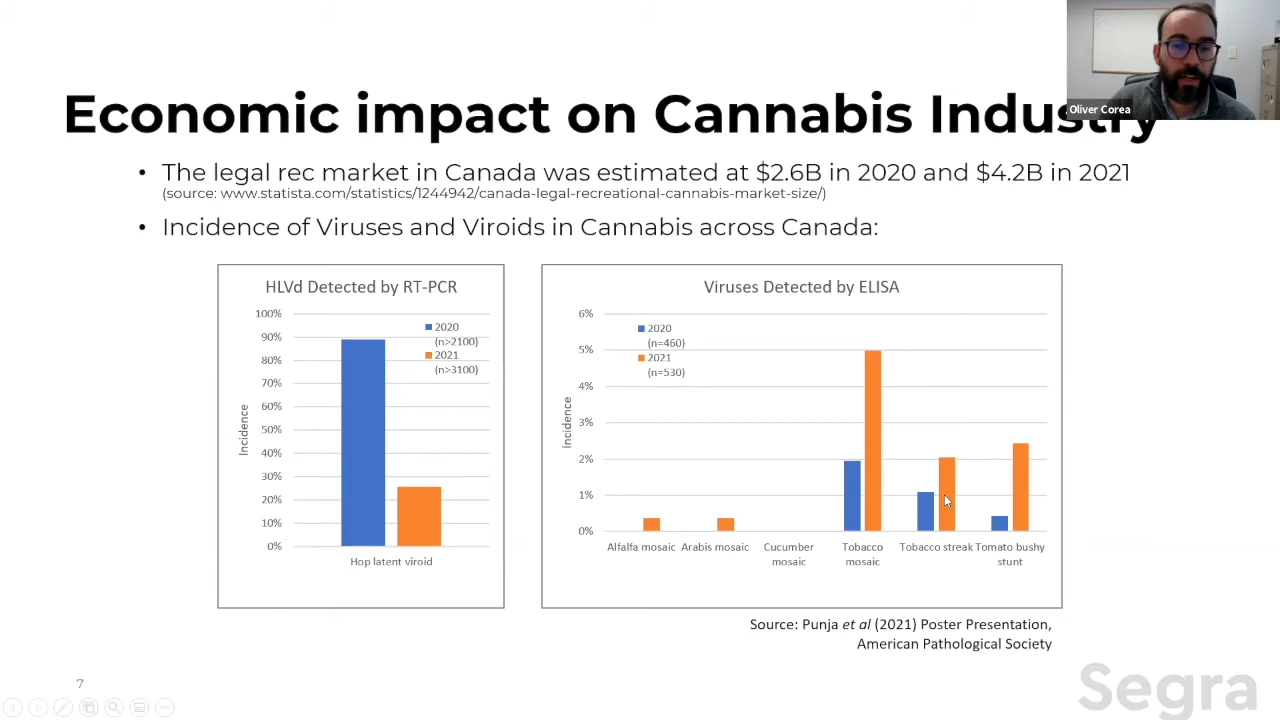 Oliver Corea
Economic impact on Cannabis Industry
• The legal rec market in Canada was estimated at $2.6B in 2020 and $4.2B in 2021
(source: www.statista.com/statistics/1244942/canada-legal-recreational-cannabis-market-size/)
• Incidence of Viruses and Viroids in Cannabis across Canada:
HLVd Detected by RT-PCR
100%
90%
80%
70%
60%
50%
40%
30%
20%
10%
0%
Incidence
2020
(n>2100)
2021
(n>3100)
Hop latent viroid
Viruses Detected by ELISA
6%
5%
4%
3%
2%
1%
0%
Incidence
2020
(n=460)
2021
(n=530)
Alfalfa mosaic
Arabis mosaic
Cucumber
mosaic
Tobacco
mosaic
Tobacco streak
Tomato bushy
stunt
Source: Punja et al (2021) Poster Presentation,
American Pathological Society
7
Segra